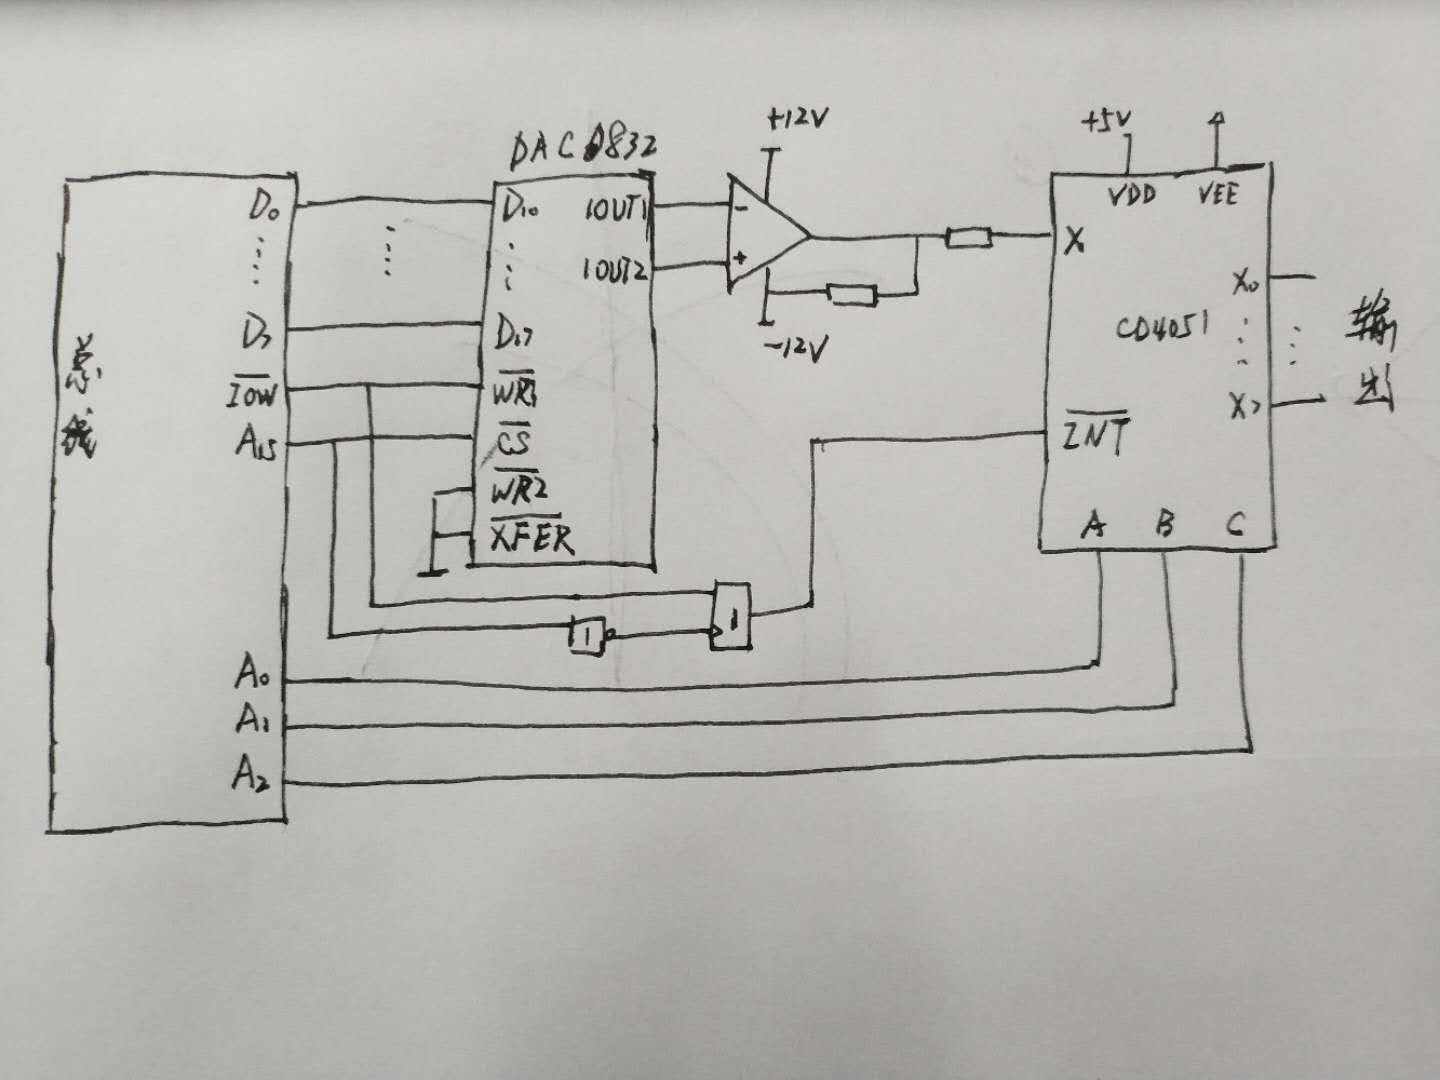 DAC0832
+12V
-12V
+5V
总线
D0
D7
IOW
A15
A0
A1
A2
DI0
DI7
WR1
CS
WR2
XFER
IOUT1
IOUT2
-
+
1
1
X
VDD
VEE
CD4051
INT
X0
X7
A B C
输出